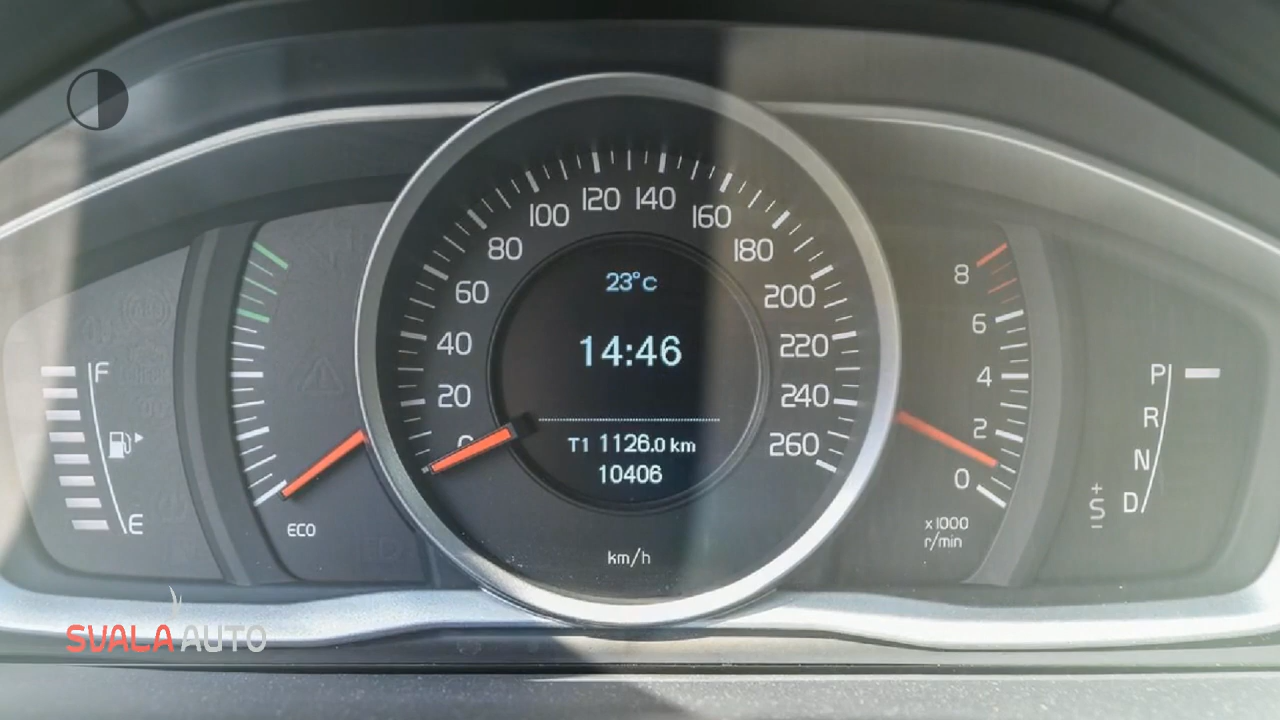 120 140
100 160
80 180
60 200
40 220
20 240
0 260
23°C
14:46
T1 1126.0 km
10406
km/h
F
E
ECO
8
6
4
2
0
x1000
r/min
P
R
N
D
+
S
−
SVALA AUTO